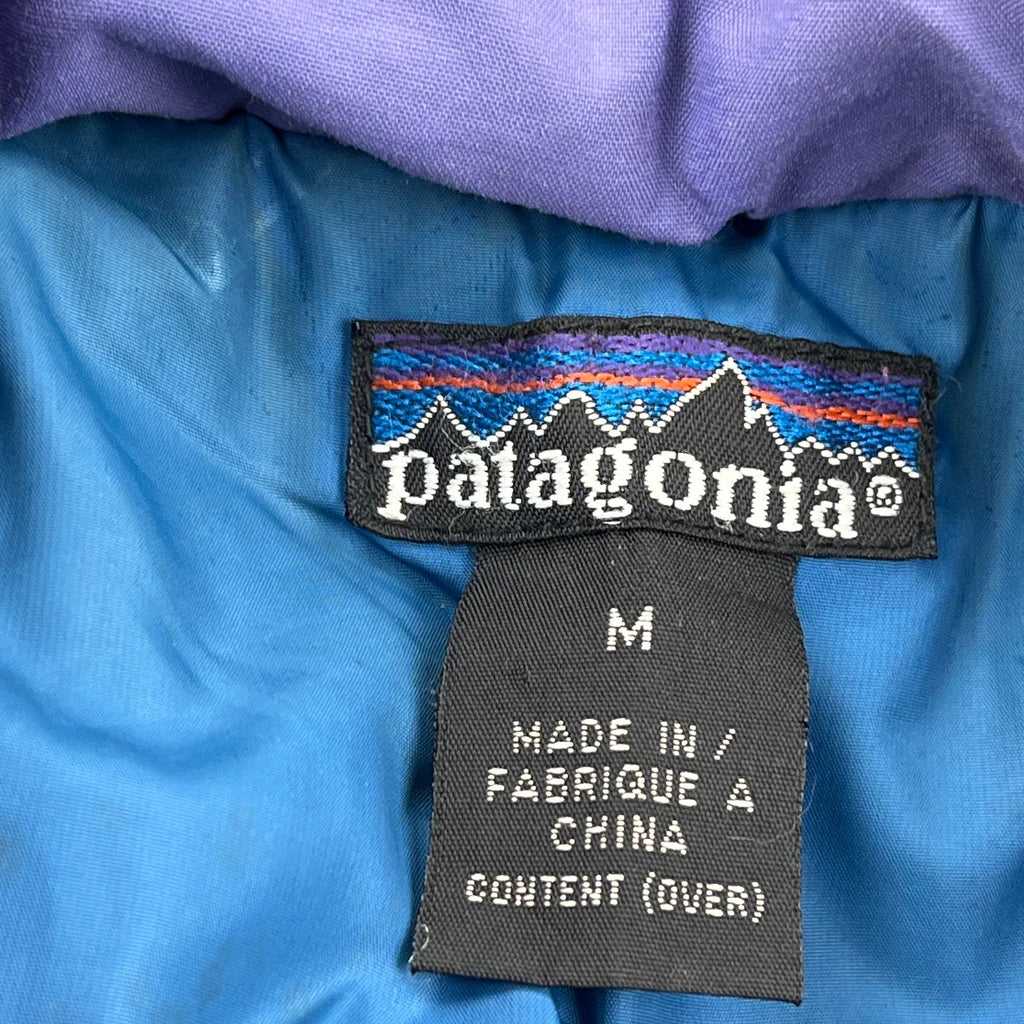 patagonia®
M
MADE IN /
FABRIQUE A
CHINA
CONTENT (OVER)